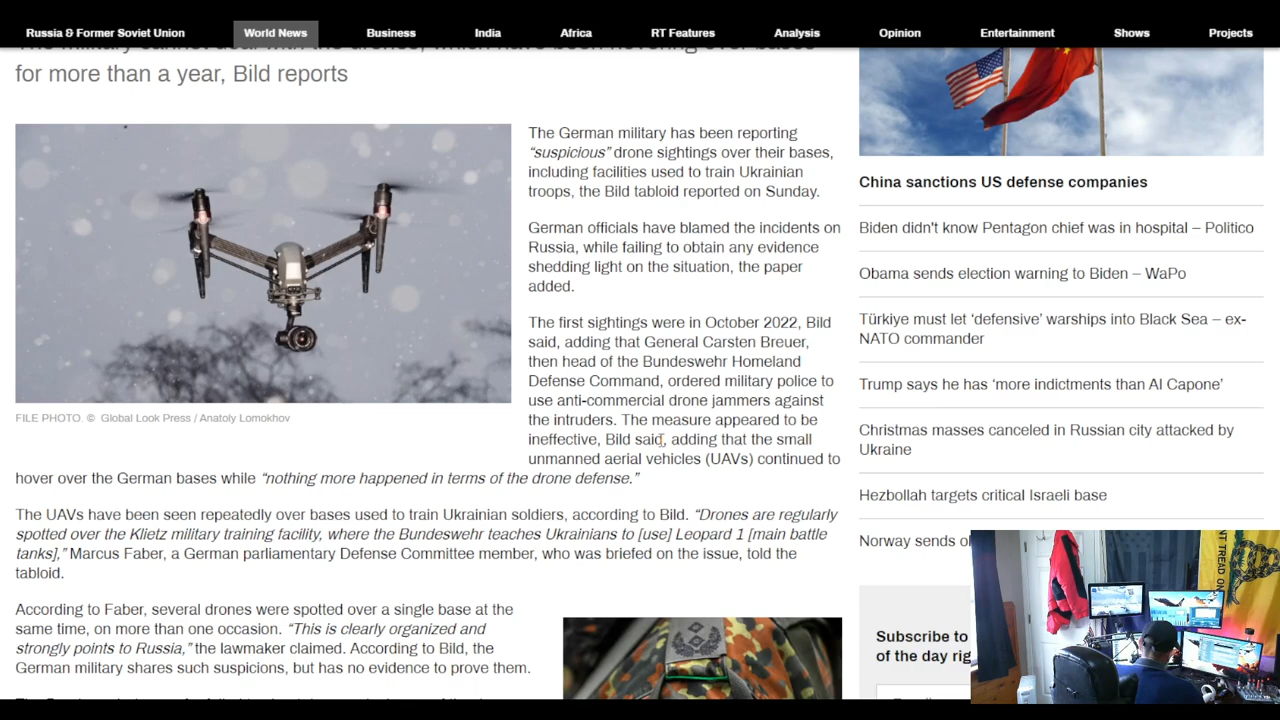 Russia & Former Soviet Union
World News
Business
India
Africa
RT Features
Analysis
Opinion
Entertainment
Shows
Projects
The military cannot deal with the drones, which have been hovering over bases
for more than a year, Bild reports
FILE PHOTO. © Global Look Press / Anatoly Lomokhov
The German military has been reporting
“suspicious” drone sightings over their bases,
including facilities used to train Ukrainian
troops, the Bild tabloid reported on Sunday.
German officials have blamed the incidents on
Russia, while failing to obtain any evidence
shedding light on the situation, the paper
added.
The first sightings were in October 2022, Bild
said, adding that General Carsten Breuer,
then head of the Bundeswehr Homeland
Defense Command, ordered military police to
use anti-commercial drone jammers against
the intruders. The measure appeared to be
ineffective, Bild said, adding that the small
unmanned aerial vehicles (UAVs) continued to
hover over the German bases while “nothing more happened in terms of the drone defense.”
The UAVs have been seen repeatedly over bases used to train Ukrainian soldiers, according to Bild. “Drones are regularly
spotted over the Klietz military training facility, where the Bundeswehr teaches Ukrainians to [use] Leopard 1 [main battle
tanks],” Marcus Faber, a German parliamentary Defense Committee member, who was briefed on the issue, told the
tabloid.
According to Faber, several drones were spotted over a single base at the
same time, on more than one occasion. “This is clearly organized and
strongly points to Russia,” the lawmaker claimed. According to Bild, the
German military shares such suspicions, but has no evidence to prove them.
China sanctions US defense companies
Biden didn't know Pentagon chief was in hospital – Politico
Obama sends election warning to Biden – WaPo
Türkiye must let ‘defensive’ warships into Black Sea – ex-
NATO commander
Trump says he has ‘more indictments than Al Capone’
Christmas masses canceled in Russian city attacked by
Ukraine
Hezbollah targets critical Israeli base
Norway sends
Subscribe to
of the day
NT TREAD ON